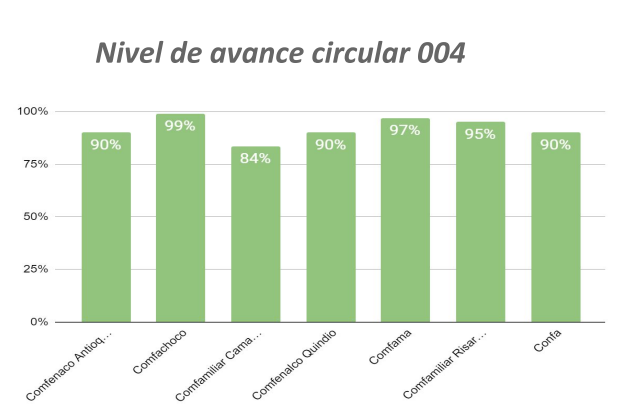 Nivel de avance circular 004
100%
75%
50%
25%
0%
90%
99%
84%
90%
97%
95%
90%
Comfenaco Antioq...
Comfachoco
Comfamiliar Cama...
Comfenalco Quindio
Comfama
Comfamiliar Risar...
Confa